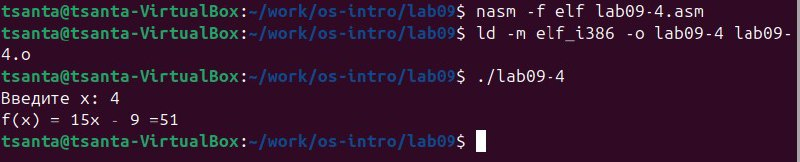 tsanta@tsanta-VirtualBox:~/work/os-intro/lab09$ nasm -f elf lab09-4.asm
tsanta@tsanta-VirtualBox:~/work/os-intro/lab09$ ld -m elf_i386 -o lab09-4 lab09-
4.o
tsanta@tsanta-VirtualBox:~/work/os-intro/lab09$ ./lab09-4
Введите x: 4
f(x) = 15x - 9 =51
tsanta@tsanta-VirtualBox:~/work/os-intro/lab09$